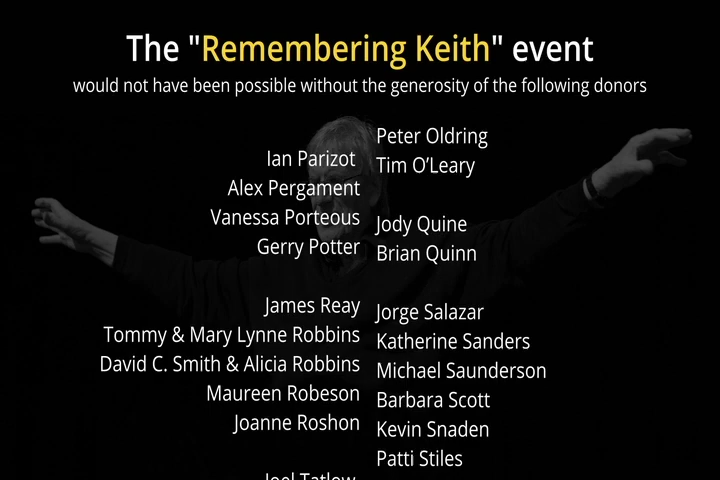 The "Remembering Keith" event
would not have been possible without the generosity of the following donors
Ian Parizot
Alex Pergament
Vanessa Porteous
Gerry Potter
James Reay
Tommy & Mary Lynne Robbins
David C. Smith & Alicia Robbins
Maureen Robeson
Joanne Roshon
Joel Tatlow
Peter Oldring
Tim O’Leary
Jody Quine
Brian Quinn
Jorge Salazar
Katherine Sanders
Michael Saunderson
Barbara Scott
Kevin Snaden
Patti Stiles